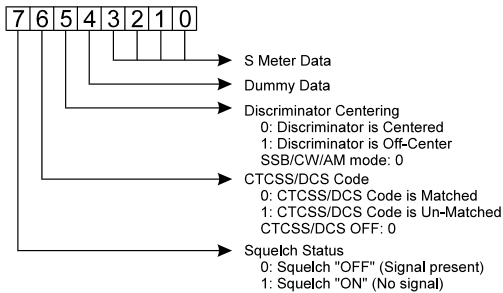 7 6 5 4 3 2 1 0
S Meter Data
Dummy Data
Discriminator Centering
0: Discriminator is Centered
1: Discriminator is Off-Center
SSB/CW/AM mode: 0
CTCSS/DCS Code
0: CTCSS/DCS Code is Matched
1: CTCSS/DCS Code is Un-Matched
CTCSS/DCS OFF: 0
Squelch Status
0: Squelch "OFF" (Signal present)
1: Squelch "ON" (No signal)